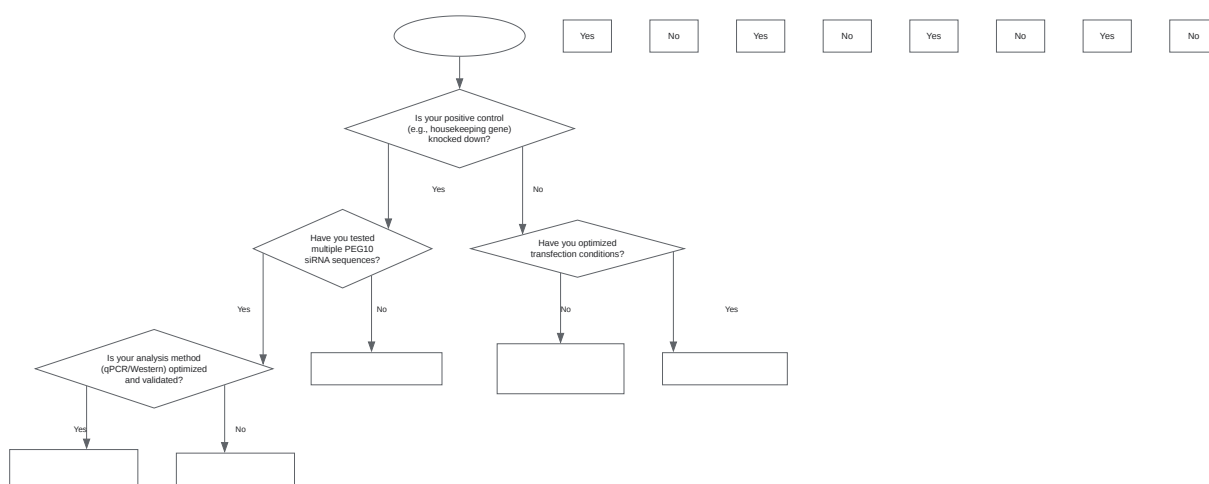 Yes
No
Yes
No
Yes
No
Yes
No
Is your positive control
(e.g., housekeeping gene)
knocked down?
Yes
No
Have you tested
multiple PEG10
siRNA sequences?
Have you optimized
transfection conditions?
Yes
No
No
Yes
Is your analysis method
(qPCR/Western) optimized
and validated?
Yes
No